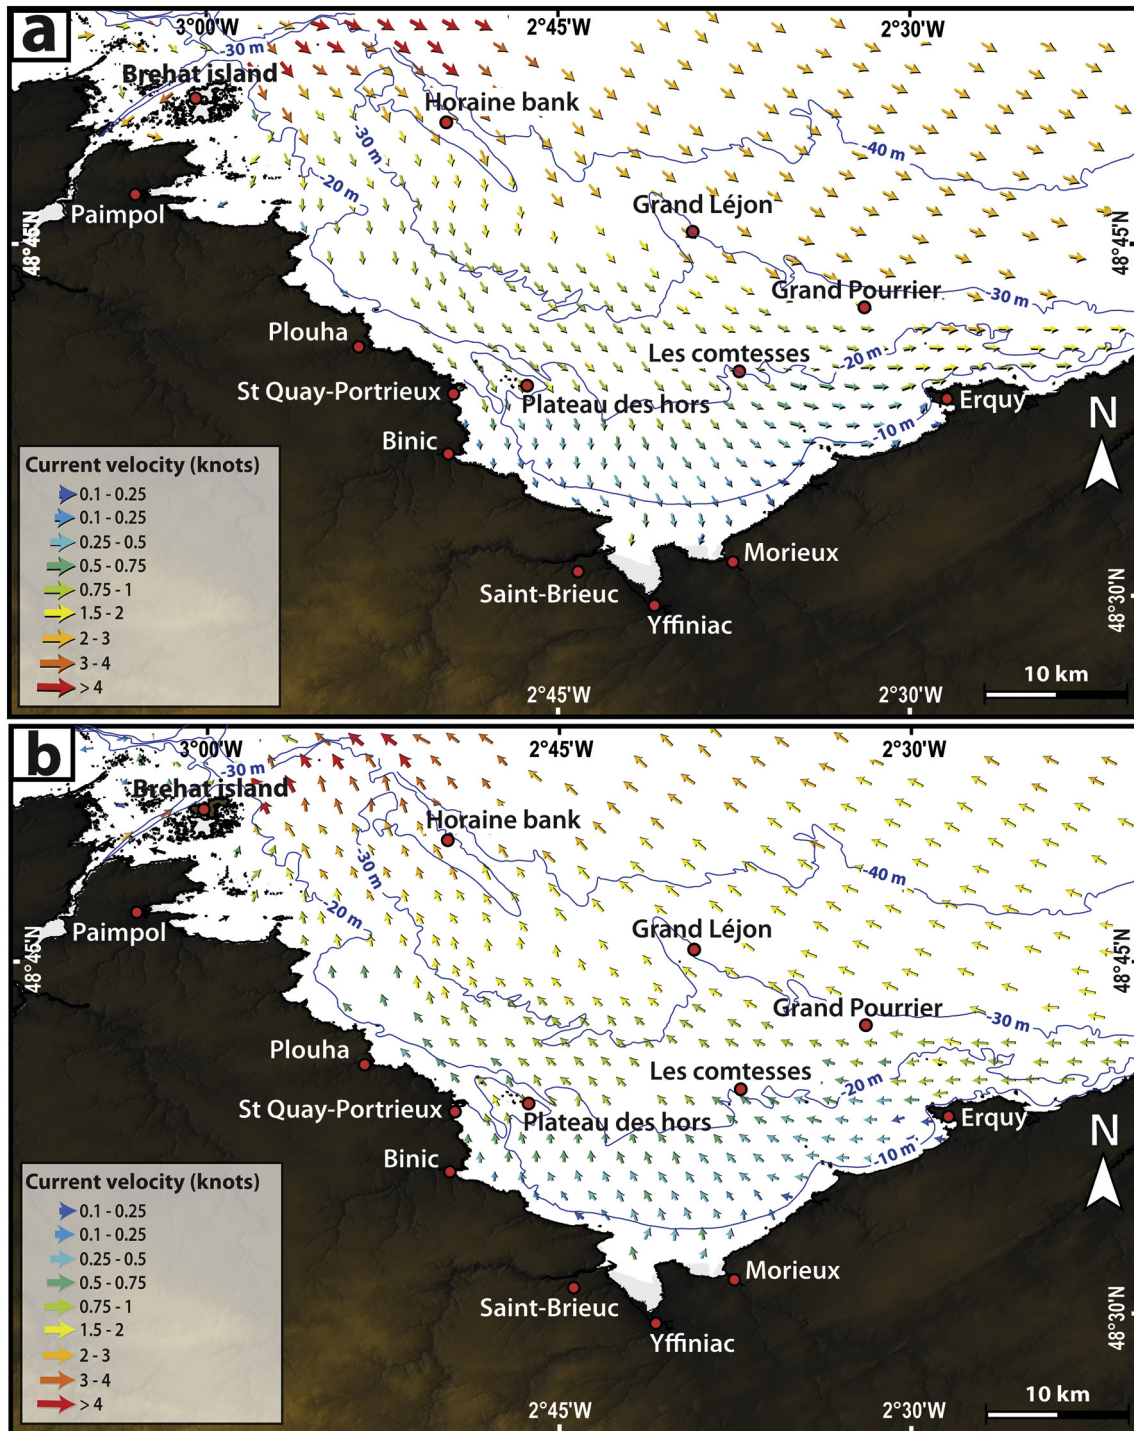 a
3°00'W
2°45'W
2°30'W
-30 m
Brehat island
Horaine bank
-30 m
-40 m
-20 m
Paimpol
Grand Léjon
48°45'N
48°45'N
Grand Pourrier
-30 m
Plouha
Les comtesses
-20 m
St Quay-Portrieux
Plateau des hors
Erquy
N
Binic
-10 m
Current velocity (knots)
0.1 - 0.25
0.1 - 0.25
0.25 - 0.5
0.5 - 0.75
0.75 - 1
1.5 - 2
2 - 3
3 - 4
> 4
Morieux
Saint-Brieuc
Yffiniac
48°30'N
10 km
2°45'W
2°30'W
b
3°00'W
2°45'W
2°30'W
-30 m
Brehat island
Horaine bank
-30 m
-40 m
-20 m
Paimpol
Grand Léjon
48°45'N
48°45'N
Grand Pourrier
-30 m
Plouha
Les comtesses
-20 m
St Quay-Portrieux
Plateau des hors
Erquy
N
Binic
-10 m
Current velocity (knots)
0.1 - 0.25
0.1 - 0.25
0.25 - 0.5
0.5 - 0.75
0.75 - 1
1.5 - 2
2 - 3
3 - 4
> 4
Morieux
Saint-Brieuc
Yffiniac
48°30'N
10 km
2°45'W
2°30'W